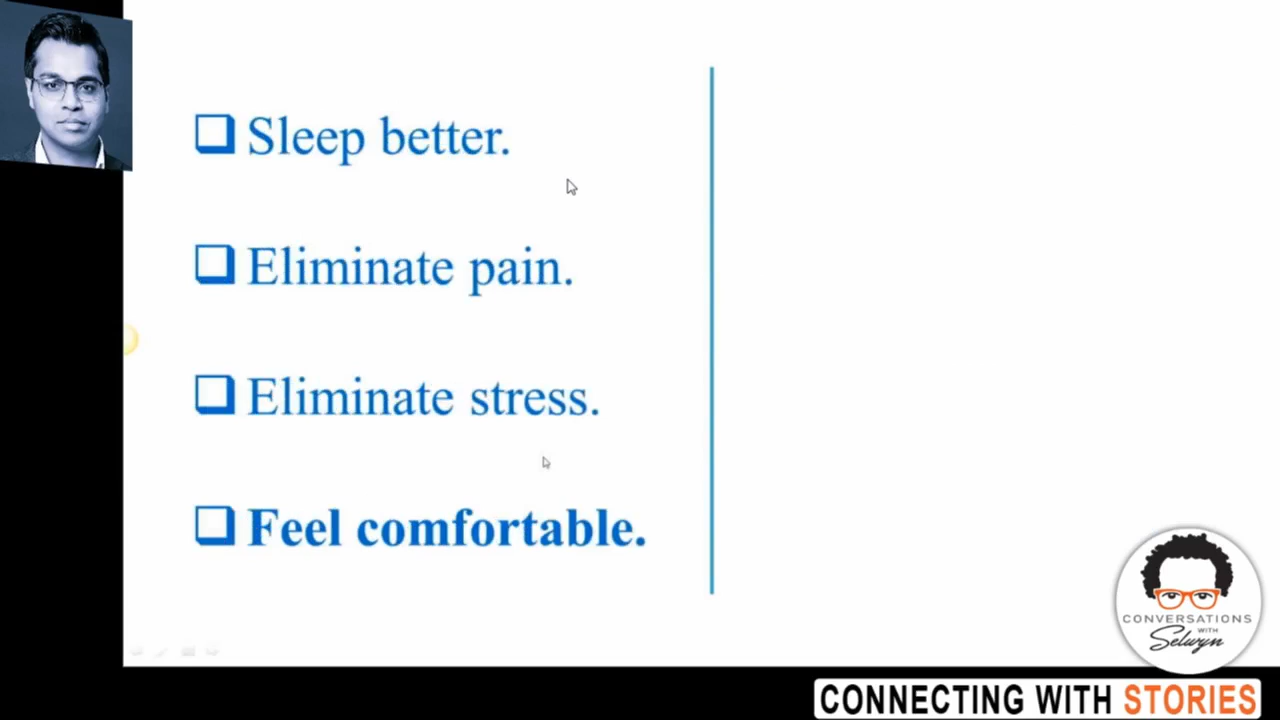 Sleep better.
Eliminate pain.
Eliminate stress.
Feel comfortable.
CONVERSATIONS
WITH
Selwyn
CONNECTING WITH STORIES